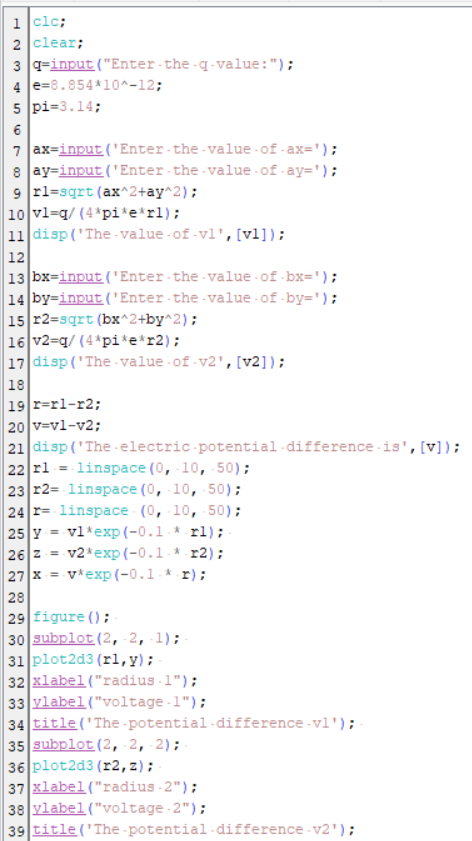 1 clc;
2 clear;
3 q=input("Enter the q value:");
4 e=8.854*10^-12;
5 pi=3.14;
6
7 ax=input('Enter the value of ax=');
8 ay=input('Enter the value of ay=');
9 r1=sqrt(ax^2+ay^2);
10 v1=q/(4*pi*e*r1);
11 disp('The value of v1',[v1]);
12
13 bx=input('Enter the value of bx=');
14 by=input('Enter the value of by=');
15 r2=sqrt(bx^2+by^2);
16 v2=q/(4*pi*e*r2);
17 disp('The value of v2',[v2]);
18
19 r=r1-r2;
20 v=v1-v2;
21 disp('The electric potential difference is',[v]);
22 r1 = linspace(0, 10, 50);
23 r2= linspace(0, 10, 50);
24 r= linspace (0, 10, 50);
25 y = v1*exp(-0.1 * r1);
26 z = v2*exp(-0.1 * r2);
27 x = v*exp(-0.1 * r);
28
29 figure();
30 subplot(2, 2, 1);
31 plot2d3(r1,y);
32 xlabel("radius 1");
33 ylabel("voltage 1");
34 title('The potential difference v1');
35 subplot(2, 2, 2);
36 plot2d3(r2,z);
37 xlabel("radius 2");
38 ylabel("voltage 2");
39 title('The potential difference v2');